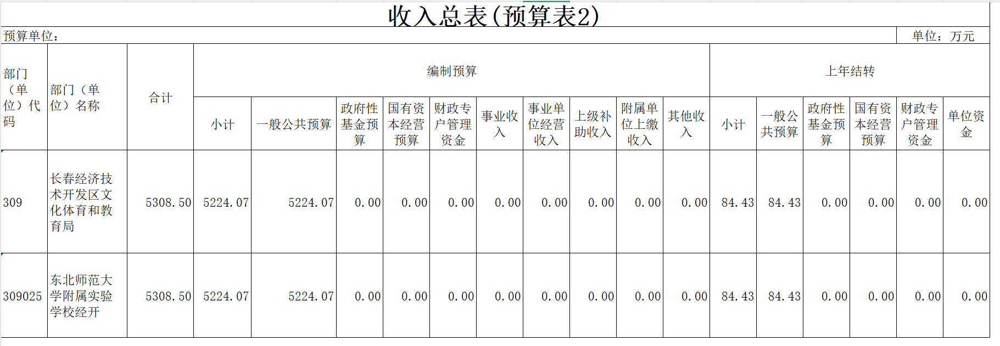 收入总表(预算表2)
预算单位：
单位：万元
部门
（单
位）代
码
部门（单
位）名称
合计
编制预算
上年结转
小计
一般公共预算
政府性
基金预
算
国有资
本经营
预算
财政专
户管理
资金
事业收
入
事业单
位经营
收入
上级补
助收入
附属单
位上缴
收入
其他收
入
小计
一般公
共预算
政府性
基金预
算
国有资
本经营
预算
财政专
户管理
资金
单位资
金
309
长春经济技
术开发区文
化体育和教
育局
5308.50 5224.07 5224.07 0.00 0.00 0.00 0.00 0.00 0.00 0.00 0.00 84.43 84.43 0.00 0.00 0.00 0.00
309025
东北师范大
学附属实验
学校经开
5308.50 5224.07 5224.07 0.00 0.00 0.00 0.00 0.00 0.00 0.00 0.00 84.43 84.43 0.00 0.00 0.00 0.00